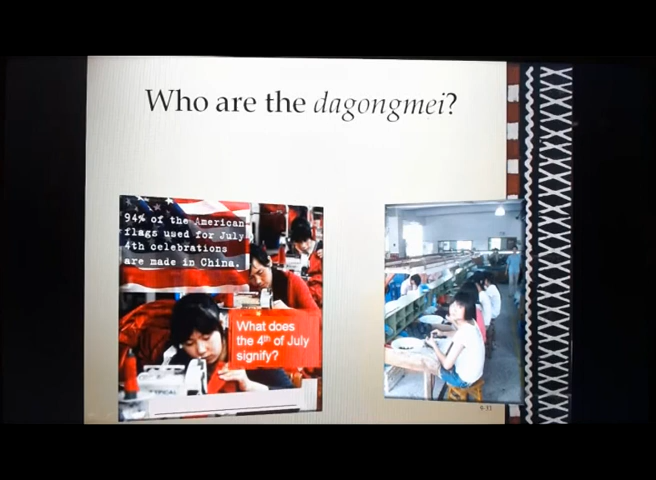 Who are the dagongmei?
94% of the American
flags used for July
4th celebrations
are made in China.
What does
the 4th of July
signify?
TYPICAL